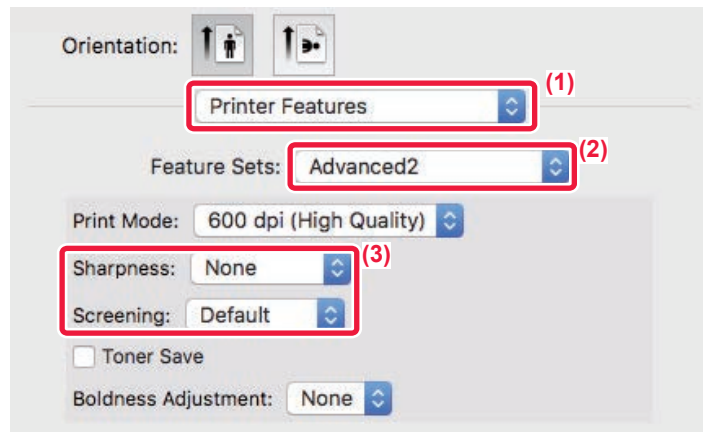 Orientation:
(1)
Printer Features
(2)
Feature Sets: Advanced2
Print Mode: 600 dpi (High Quality)
(3)
Sharpness: None
Screening: Default
Toner Save
Boldness Adjustment: None